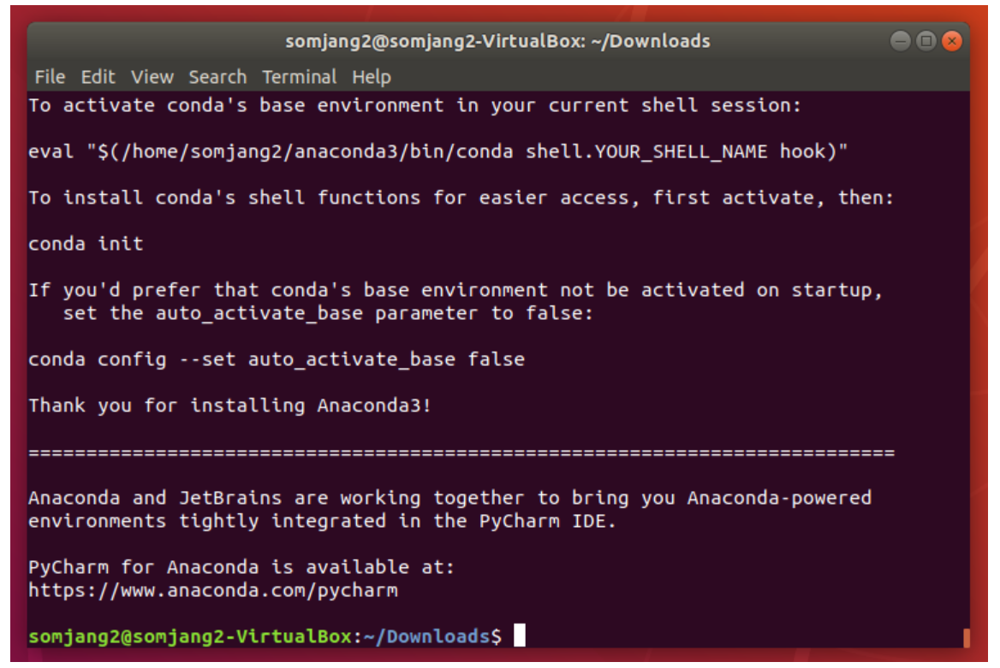 somjang2@somjang2-VirtualBox: ~/Downloads
File Edit View Search Terminal Help
To activate conda's base environment in your current shell session:
eval "$(/home/somjang2/anaconda3/bin/conda shell.YOUR_SHELL_NAME hook)"
To install conda's shell functions for easier access, first activate, then:
conda init
If you'd prefer that conda's base environment not be activated on startup,
   set the auto_activate_base parameter to false:
conda config --set auto_activate_base false
Thank you for installing Anaconda3!
===========================================================================
Anaconda and JetBrains are working together to bring you Anaconda-powered
environments tightly integrated in the PyCharm IDE.
PyCharm for Anaconda is available at:
https://www.anaconda.com/pycharm
somjang2@somjang2-VirtualBox:~/Downloads$